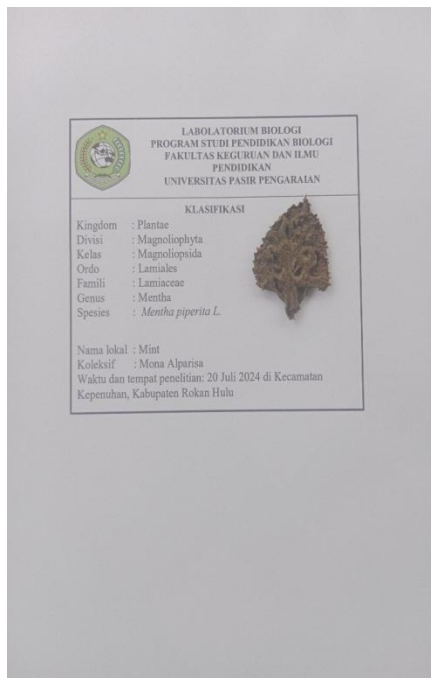 LABOLATORIUM BIOLOGI
PROGRAM STUDI PENDIDIKAN BIOLOGI
FAKULTAS KEGURUAN DAN ILMU
PENDIDIKAN
UNIVERSITAS PASIR PENGARAIAN
KLASIFIKASI
Kingdom : Plantae
Divisi : Magnoliophyta
Kelas : Magnoliopsida
Ordo : Lamiales
Famili : Lamiaceae
Genus : Mentha
Spesies : Mentha piperita L.
Nama lokal : Mint
Koleksif : Mona Alparisa
Waktu dan tempat penelitian: 20 Juli 2024 di Kecamatan
Kepenuhan, Kabupaten Rokan Hulu